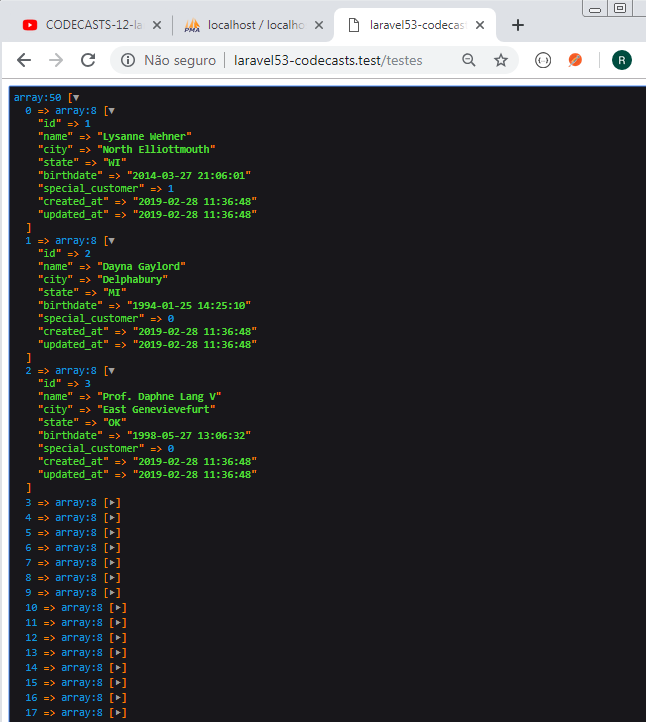 CODECASTS-12-la
PMA
localhost / localho
laravel53-codecast
Não seguro
laravel53-codecasts.test/testes
R
array:50 [▼
0 => array:8 [▼
"id" => 1
"name" => "Lysanne Wehner"
"city" => "North Elliottmouth"
"state" => "WI"
"birthdate" => "2014-03-27 21:06:01"
"special_customer" => 1
"created_at" => "2019-02-28 11:36:48"
"updated_at" => "2019-02-28 11:36:48"
]
1 => array:8 [▼
"id" => 2
"name" => "Dayna Gaylord"
"city" => "Delphabury"
"state" => "MI"
"birthdate" => "1994-01-25 14:25:10"
"special_customer" => 0
"created_at" => "2019-02-28 11:36:48"
"updated_at" => "2019-02-28 11:36:48"
]
2 => array:8 [▼
"id" => 3
"name" => "Prof. Daphne Lang V"
"city" => "East Genevievefurt"
"state" => "OK"
"birthdate" => "1998-05-27 13:06:32"
"special_customer" => 0
"created_at" => "2019-02-28 11:36:48"
"updated_at" => "2019-02-28 11:36:48"
]
3 => array:8 [▶]
4 => array:8 [▶]
5 => array:8 [▶]
6 => array:8 [▶]
7 => array:8 [▶]
8 => array:8 [▶]
9 => array:8 [▶]
10 => array:8 [▶]
11 => array:8 [▶]
12 => array:8 [▶]
13 => array:8 [▶]
14 => array:8 [▶]
15 => array:8 [▶]
16 => array:8 [▶]
17 => array:8 [▶]